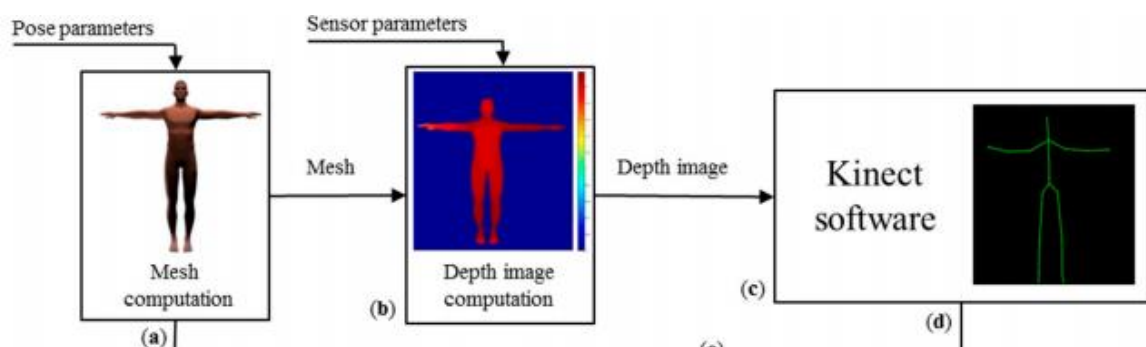 Pose parameters
Sensor parameters
Mesh
Depth image
Kinect
software
Mesh
computation
Depth image
computation
(a)
(b)
(c)
(d)